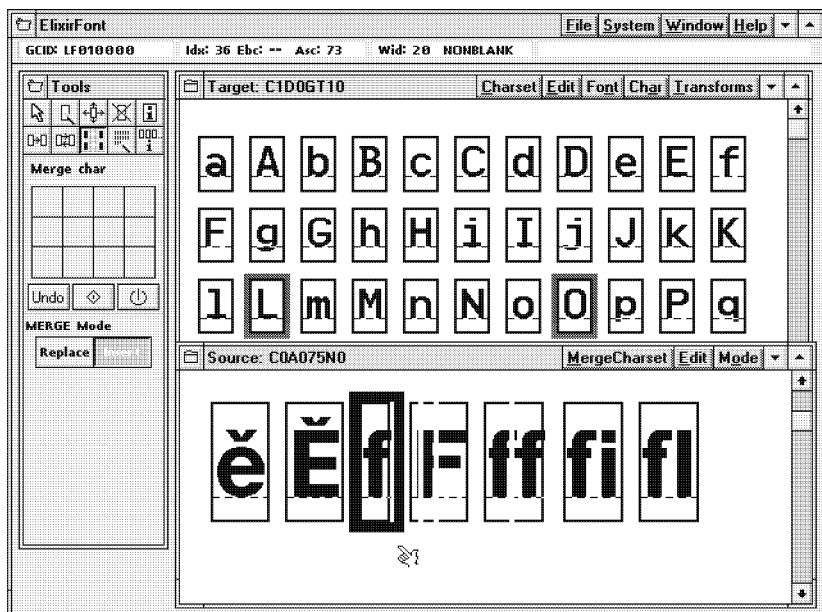 ElixirFont File System Window Help
GCID: LF010000 Idx: 36 Ebc: -- Asc: 73 Wid: 20 NONBLANK
Tools
Merge char
Undo
MERGE Mode
Replace Insert
Target: C1D0GT10 Charset Edit Font Char Transforms
a A b B c C d D e E f
F g G h H i I j J k K
l L m M n N o O p P q
Source: C0A075N0 MergeCharset Edit Mode
ě Ě f F ff fi fl